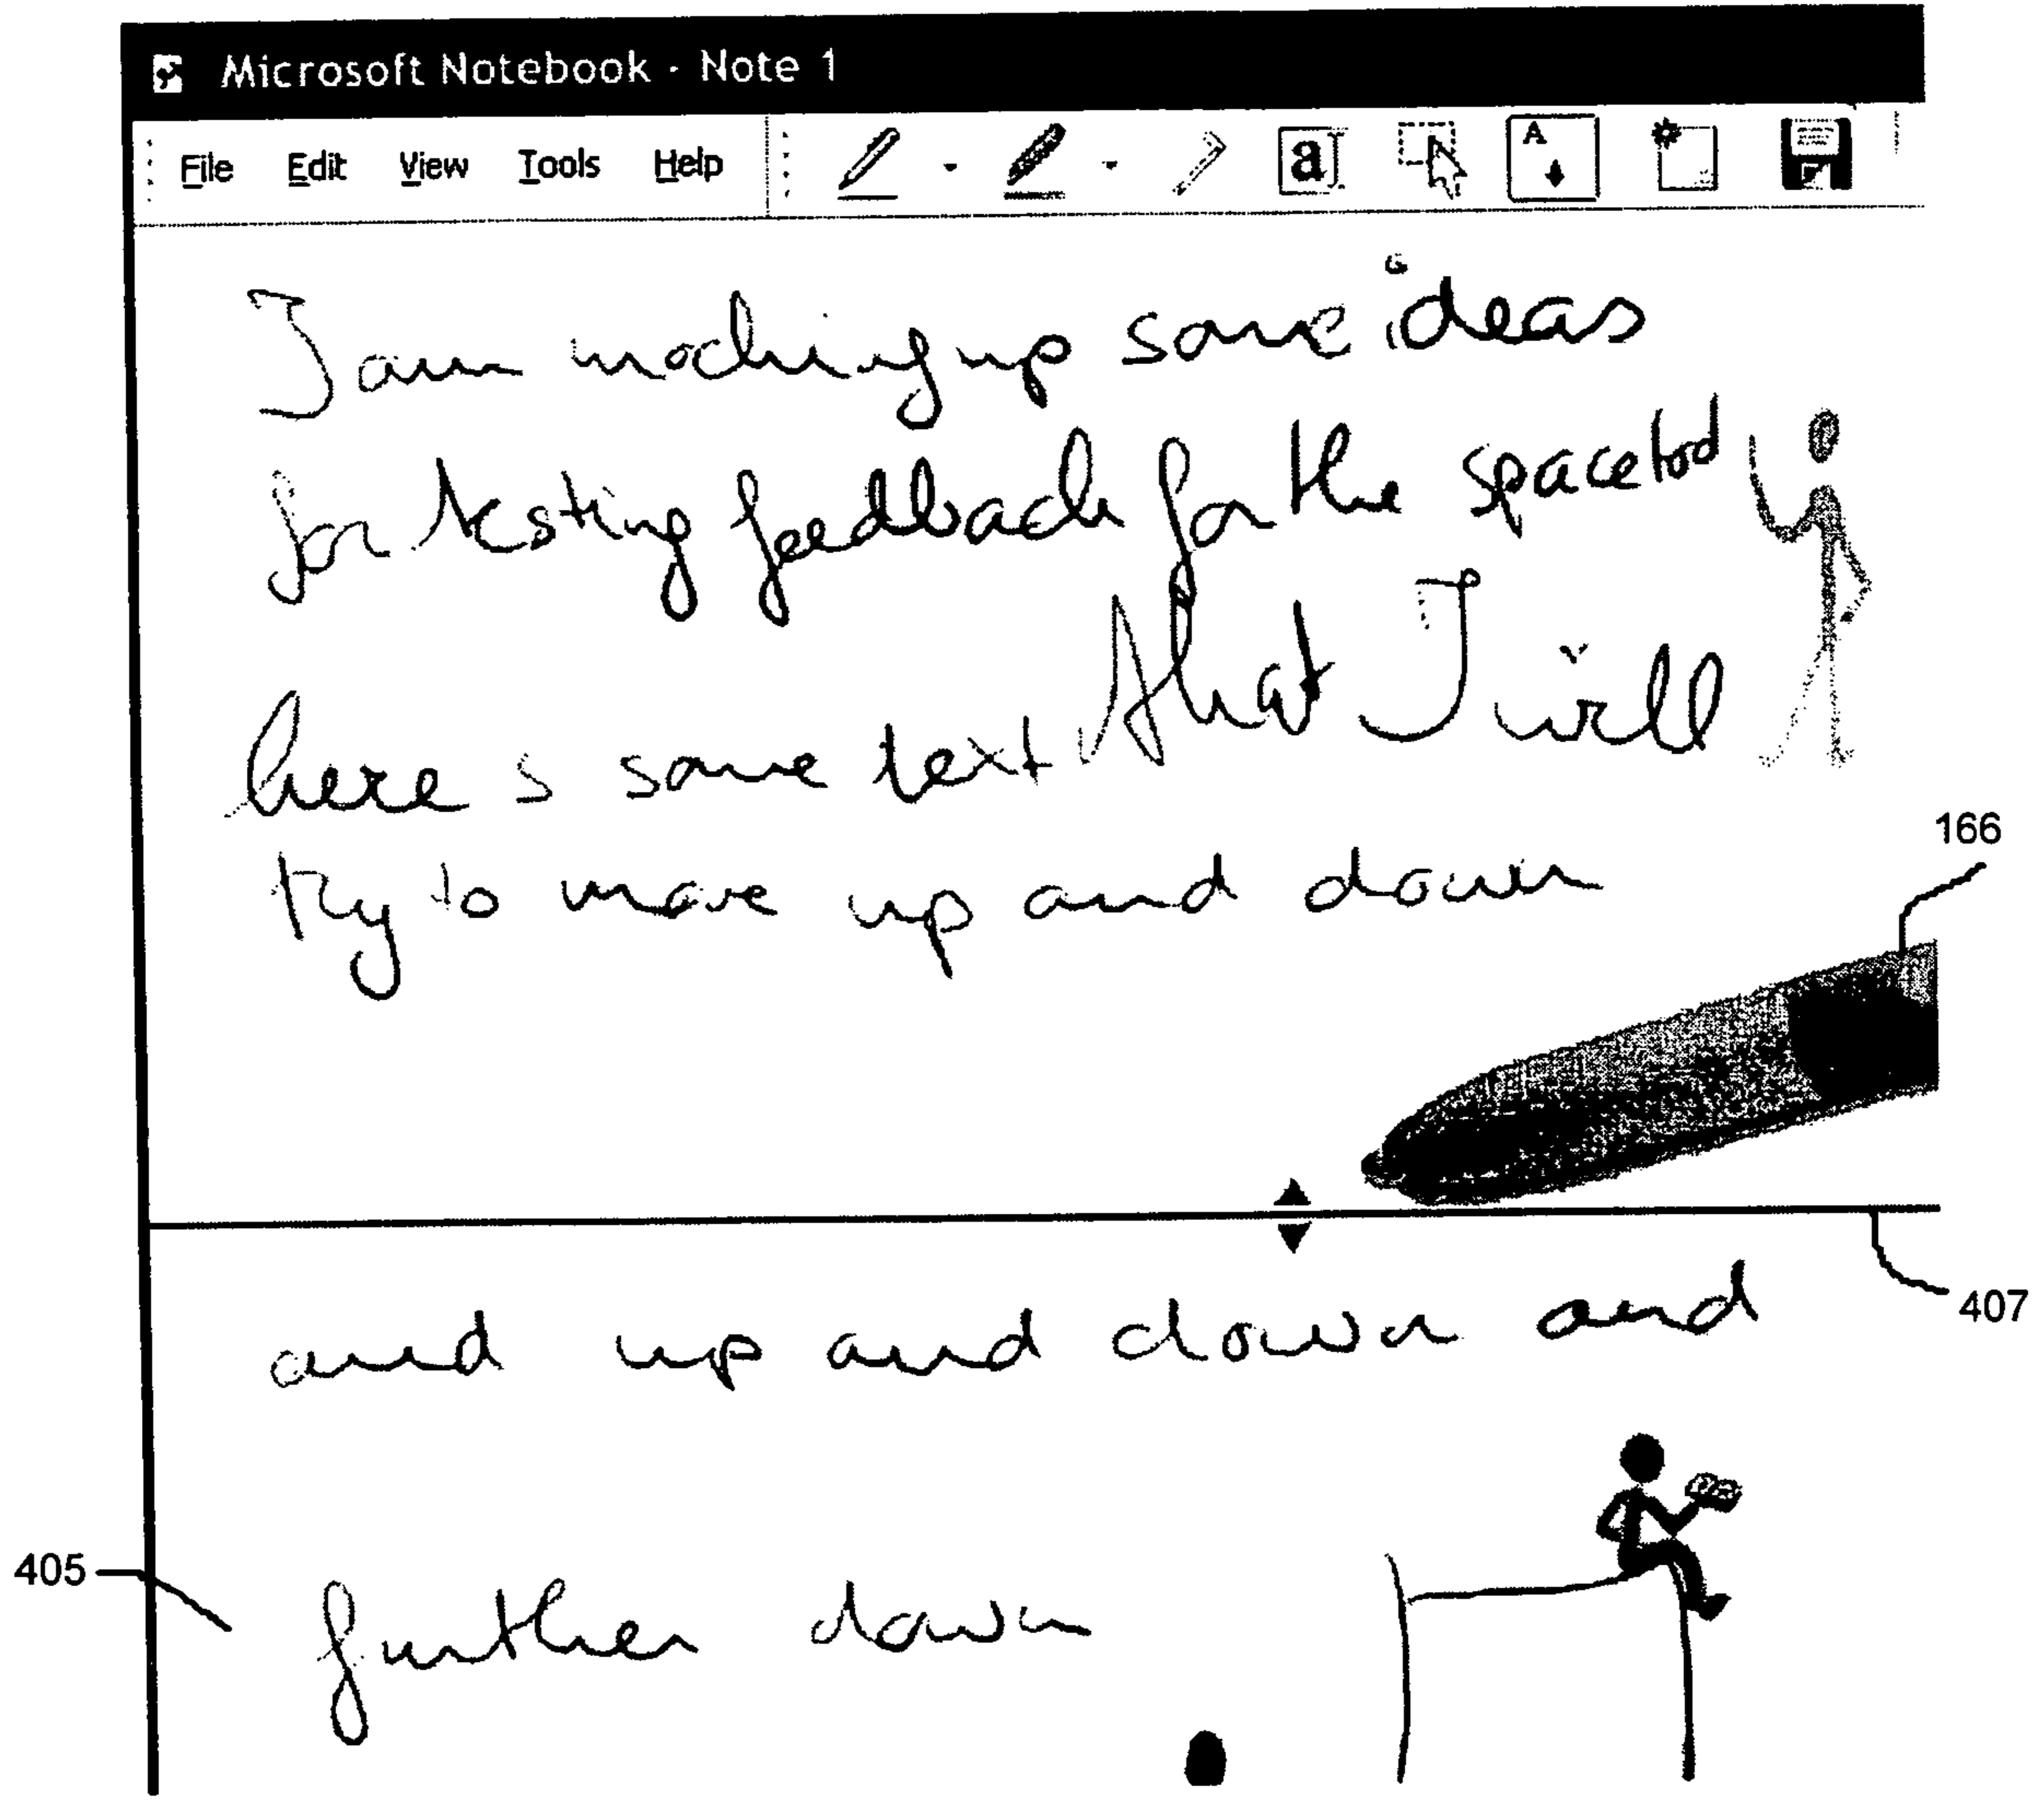 Microsoft Notebook - Note 1
File Edit View Tools Help a A
I am mocking up some ideas
for testing feedback for the spacetool
here s some text that I will
try to move up and down
166
407
and up and down and
405
further down